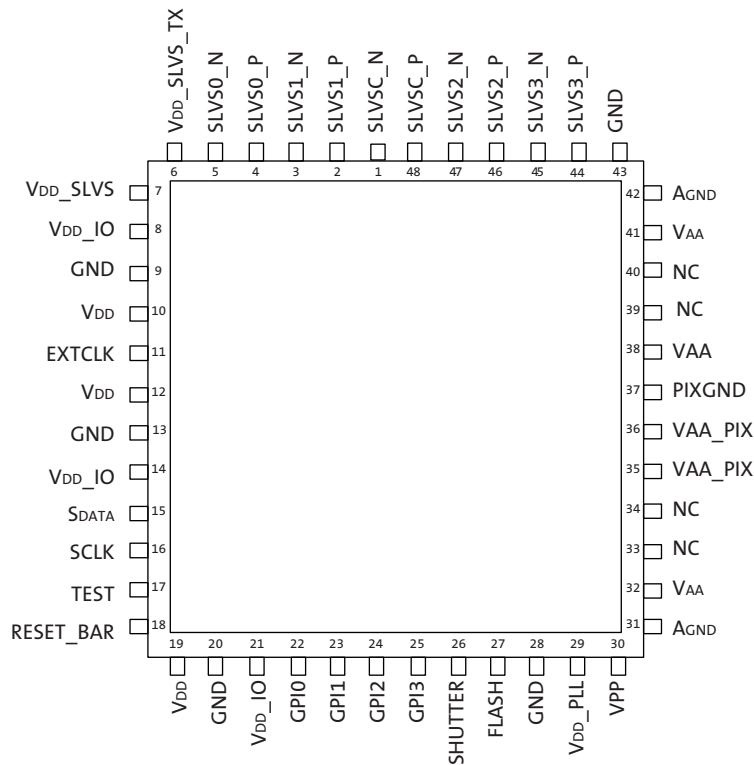 VDD_SLVS_TX
SLVS0_N
SLVS0_P
SLVS1_N
SLVS1_P
SLVSC_N
SLVSC_P
SLVS2_N
SLVS2_P
SLVS3_N
SLVS3_P
GND
6 5 4 3 2 1 48 47 46 45 44 43
VDD_SLVS 7
VDD_IO 8
GND 9
VDD 10
EXTCLK 11
VDD 12
GND 13
VDD_IO 14
SDATA 15
SCLK 16
TEST 17
RESET_BAR 18
42 AGND
41 VAA
40 NC
39 NC
38 VAA
37 PIXGND
36 VAA_PIX
35 VAA_PIX
34 NC
33 NC
32 VAA
31 AGND
19 20 21 22 23 24 25 26 27 28 29 30
VDD
GND
VDD_IO
GPI0
GPI1
GPI2
GPI3
SHUTTER
FLASH
GND
VDD_PLL
VPP